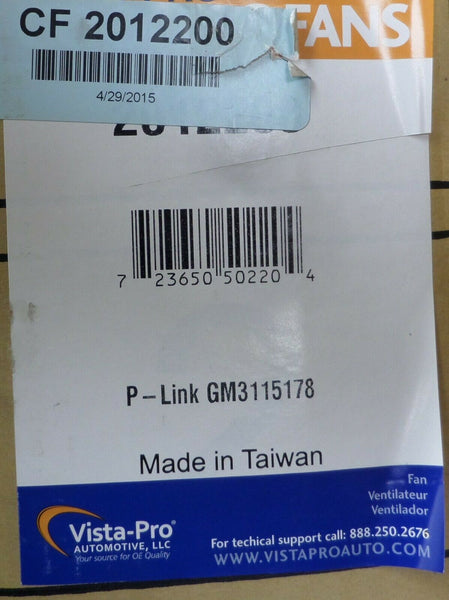 CF 2012200
FANS
4/29/2015
7 23650 50220 4
P-Link GM3115178
Made in Taiwan
Fan
Ventilateur
Ventilador
Vista-Pro®
AUTOMOTIVE, LLC
Your source for OE Quality
For techical support call: 888.250.2676
WWW.VISTAPROAUTO.COM